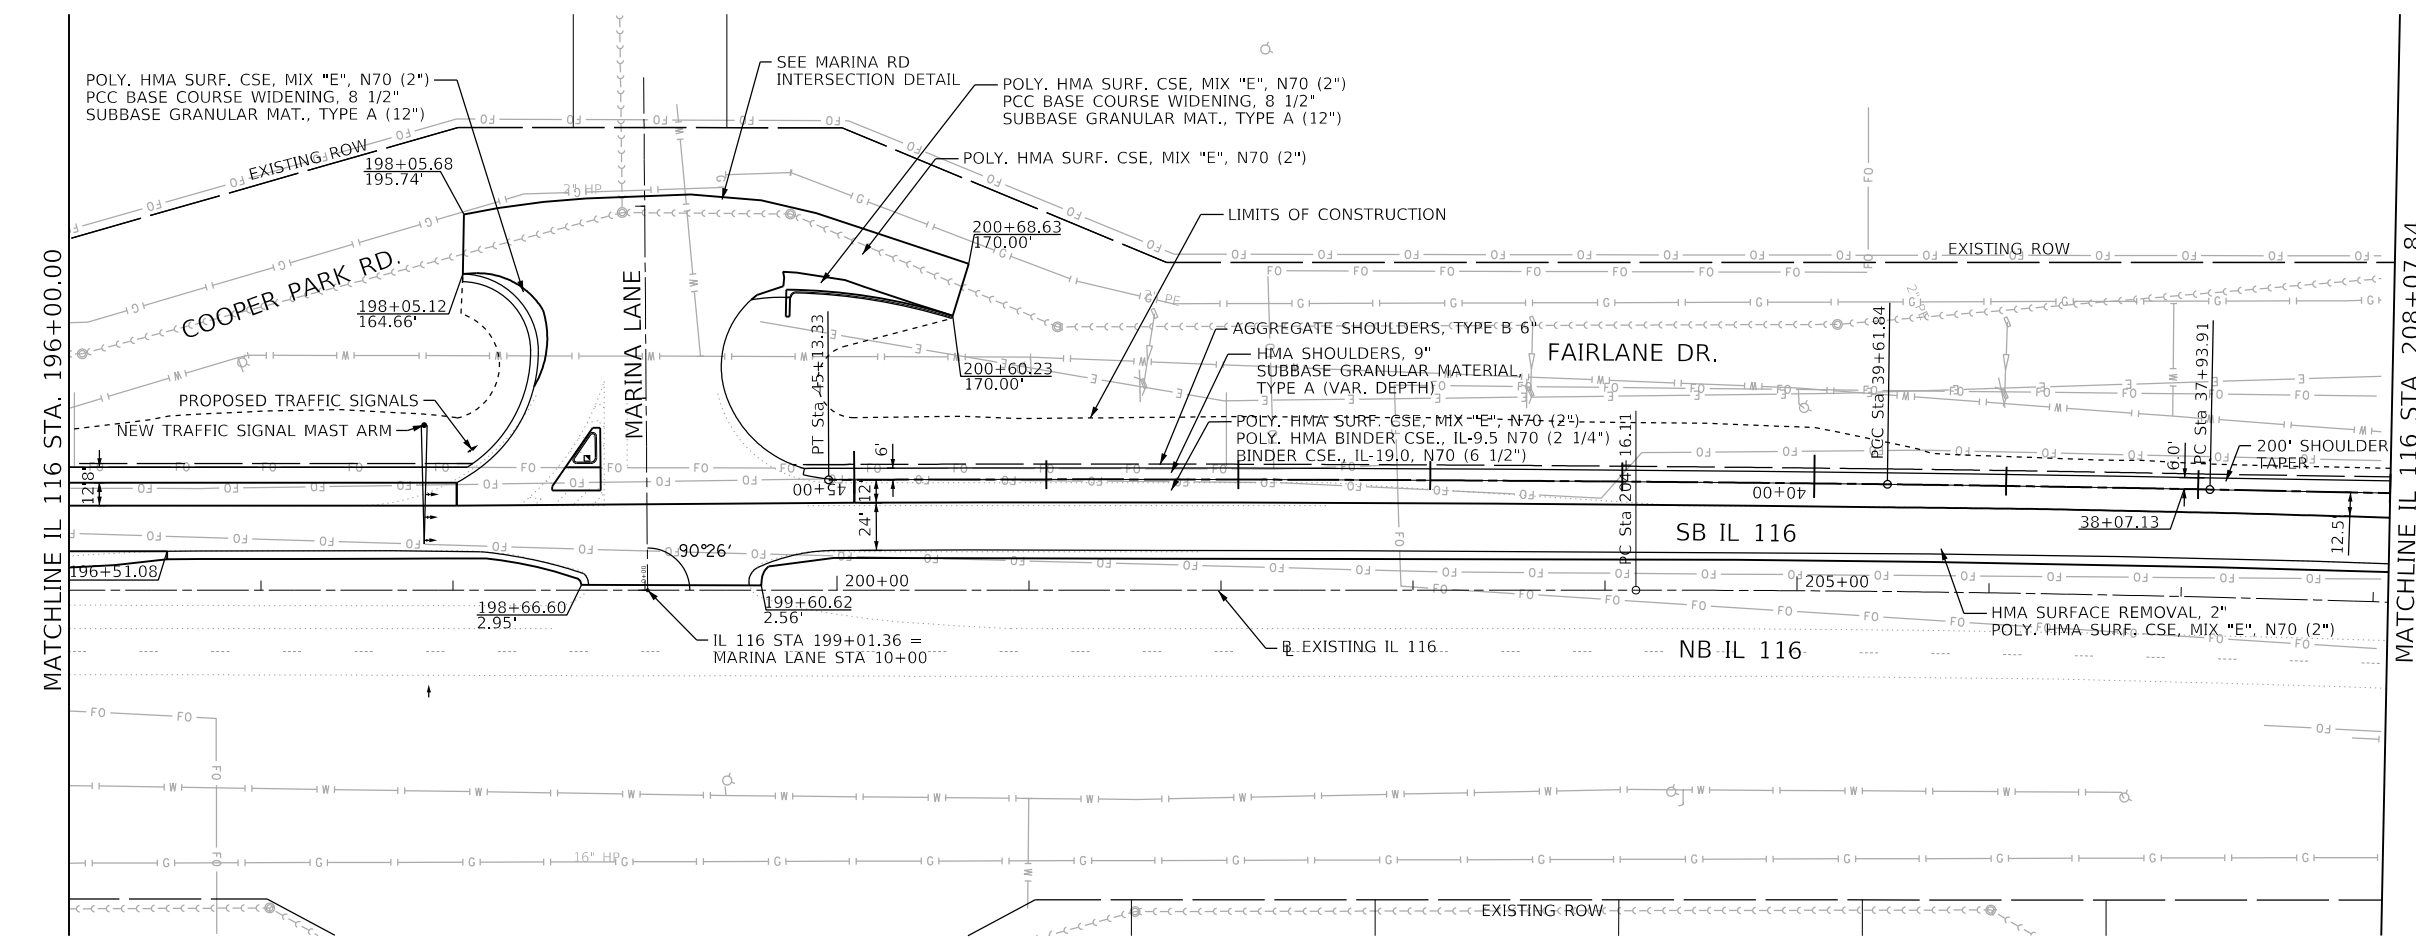 MATCHLINE IL 116 STA. 196+00.00
POLY. HMA SURF. CSE, MIX "E", N70 (2")
PCC BASE COURSE WIDENING, 8 1/2"
SUBBASE GRANULAR MAT., TYPE A (12")
EXISTING ROW
198+05.68
195.74'
COOPER PARK RD.
198+05.12
164.66'
PROPOSED TRAFFIC SIGNALS
NEW TRAFFIC SIGNAL MAST ARM
12'8"
196+51.08
198+66.60
2.95'
MARINA LANE
90°26'
SEE MARINA RD
INTERSECTION DETAIL
POLY. HMA SURF. CSE, MIX "E", N70 (2")
PCC BASE COURSE WIDENING, 8 1/2"
SUBBASE GRANULAR MAT., TYPE A (12")
POLY. HMA SURF. CSE, MIX "E", N70 (2")
200+68.63
170.00'
200+60.23
170.00'
LIMITS OF CONSTRUCTION
PT Sta 45+13.33
45+00
6'
12'
24'
200+00
199+60.62
2.56'
IL 116 STA 199+01.36 =
MARINA LANE STA 10+00
AGGREGATE SHOULDERS, TYPE B 6"
HMA SHOULDERS, 9"
SUBBASE GRANULAR MATERIAL,
TYPE A (VAR. DEPTH)
POLY. HMA SURF. CSE, MIX "E", N70 (2")
POLY. HMA BINDER CSE., IL-9.5 N70 (2 1/4")
BINDER CSE., IL-19.0, N70 (6 1/2")
FAIRLANE DR.
EXISTING ROW
PC Sta 204+16.11
PCC Sta 39+61.84
PC Sta 37+93.91
40+00
6.0'
200' SHOULDER
TAPER
38+07.13
12.5'
SB IL 116
205+00
NB IL 116
HMA SURFACE REMOVAL, 2"
POLY. HMA SURF. CSE, MIX "E", N70 (2")
BL EXISTING IL 116
2" HP
2" PE
16" HP
EXISTING ROW
MATCHLINE IL 116 STA 208+07.84